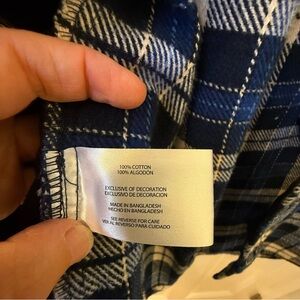 100% COTTON
100% ALGODÓN
EXCLUSIVE OF DECORATION
EXCLUSIVO DE DECORACIÓN
MADE IN BANGLADESH
HECHO EN BANGLADESH
SEE REVERSE FOR CARE
VER AL REVERSO PARA CUIDADO